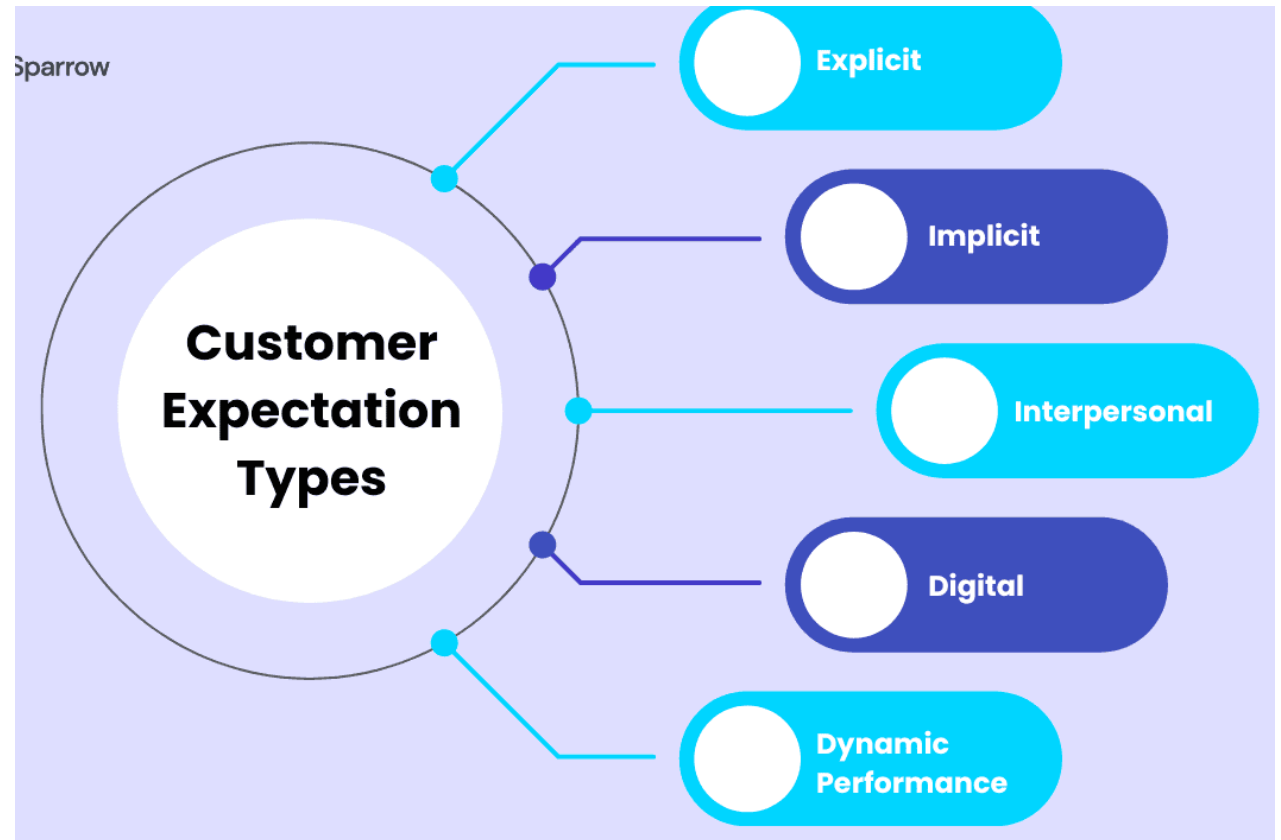 Sparrow
Explicit
Implicit
Customer
Expectation
Types
Interpersonal
Digital
Dynamic
Performance